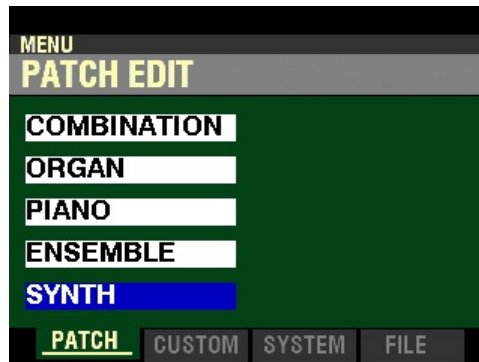 MENU
PATCH EDIT
COMBINATION
ORGAN
PIANO
ENSEMBLE
SYNTH
PATCH CUSTOM SYSTEM FILE